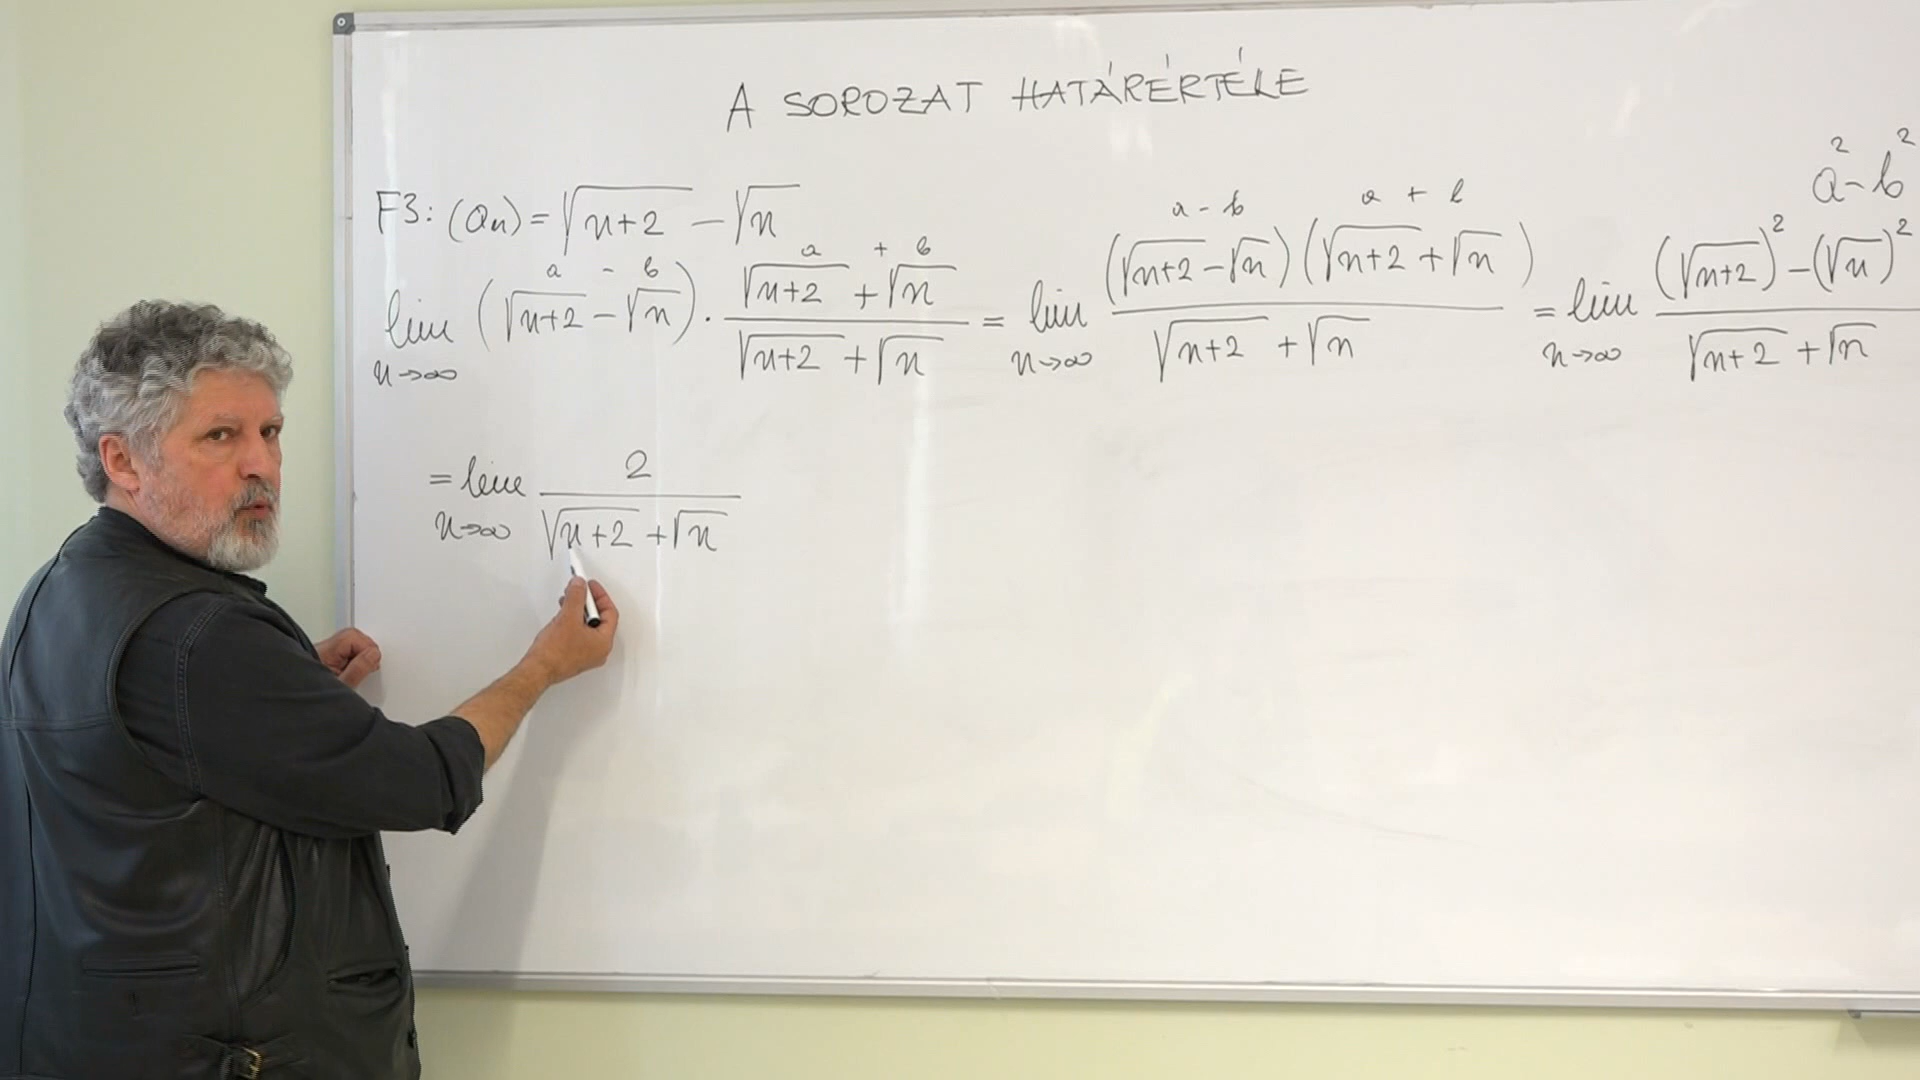 A SOROZAT HATÁRÉRTÉKE
F3: (an) = √(n+2) − √n
a - b a + b a - b a + b a² - b²
lim n→∞ (√(n+2) − √n) · (√(n+2) + √n)/(√(n+2) + √n) = lim n→∞ (√(n+2) − √n)(√(n+2) + √n)/(√(n+2) + √n) = lim n→∞ ((√(n+2))² − (√n)²)/(√(n+2) + √n)
= lim n→∞ 2/(√(n+2) + √n)